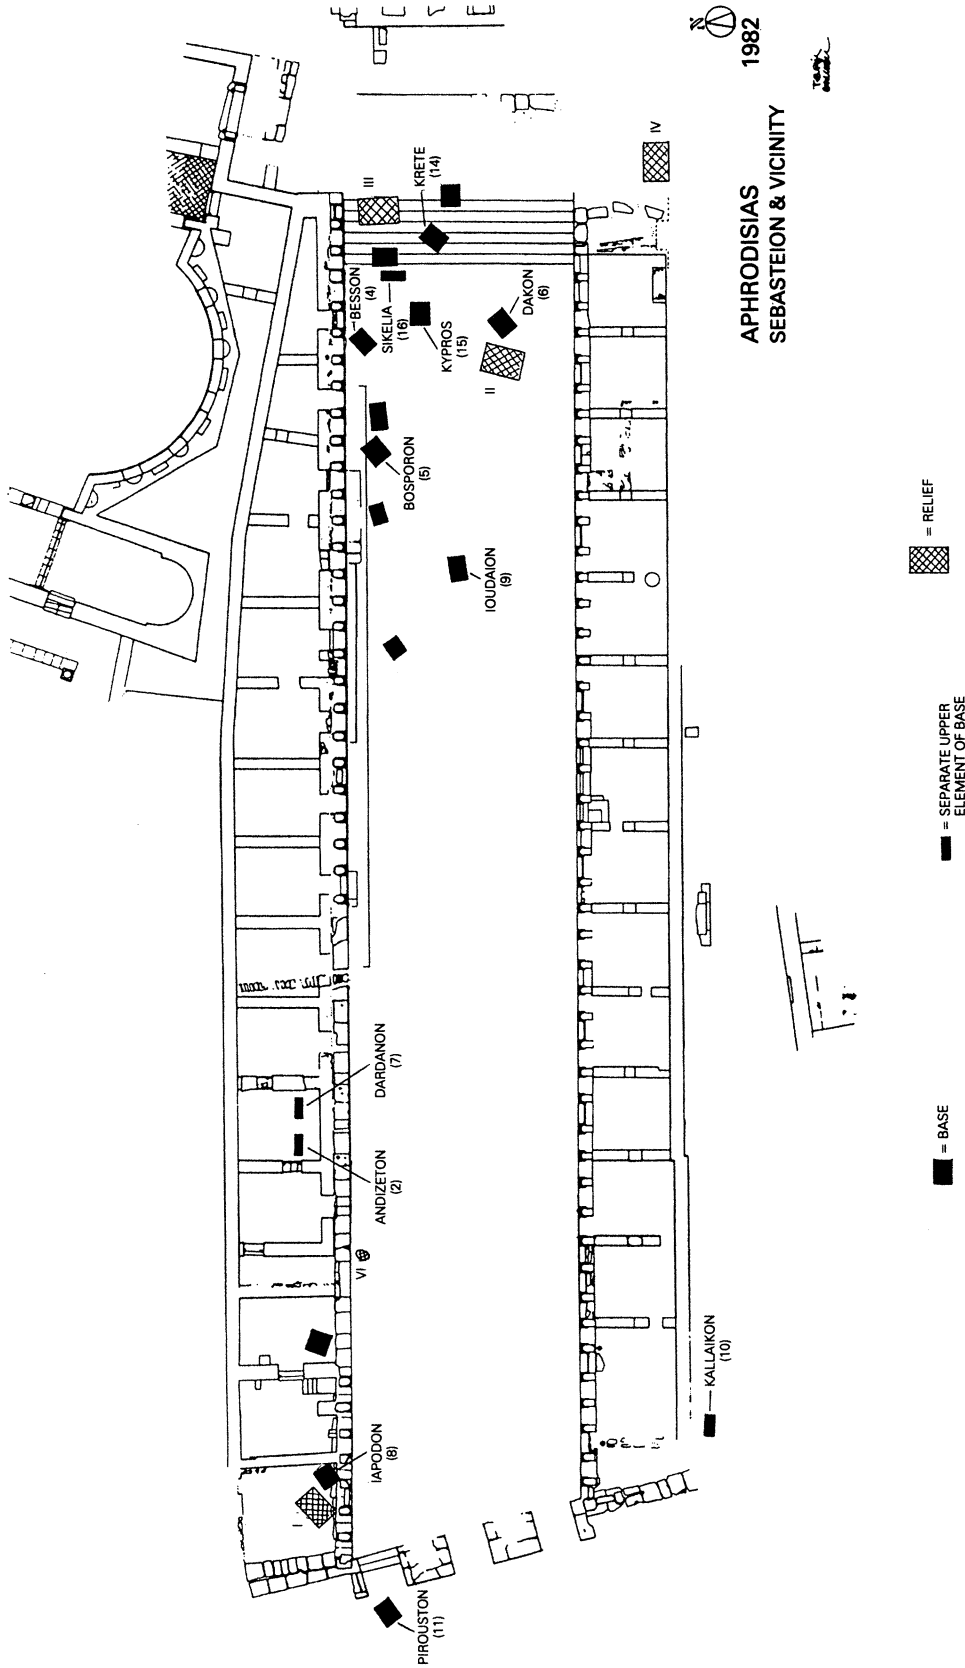 N
1982
APHRODISIAS
SEBASTEION & VICINITY
IV
III
KRETE
(14)
BESSON
(4)
SIKELIA
(16)
KYPROS
(15)
DAKON
(6)
II
BOSPORON
(5)
IOUDAION
(9)
DARDANON
(7)
ANDIZETON
(2)
VI
IAPODON
(8)
I
KALLAIKON
(10)
PIROUSTON
(11)
= RELIEF
= SEPARATE UPPER
ELEMENT OF BASE
= BASE